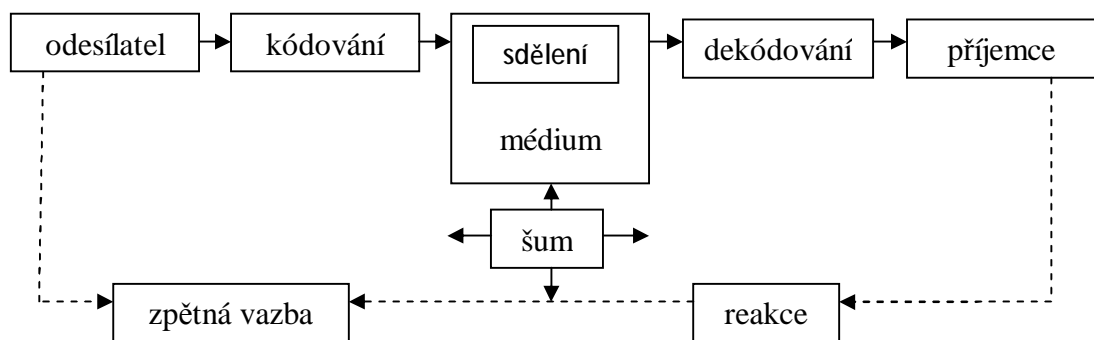 odesílatel
kódování
sdělení
médium
dekódování
příjemce
šum
zpětná vazba
reakce